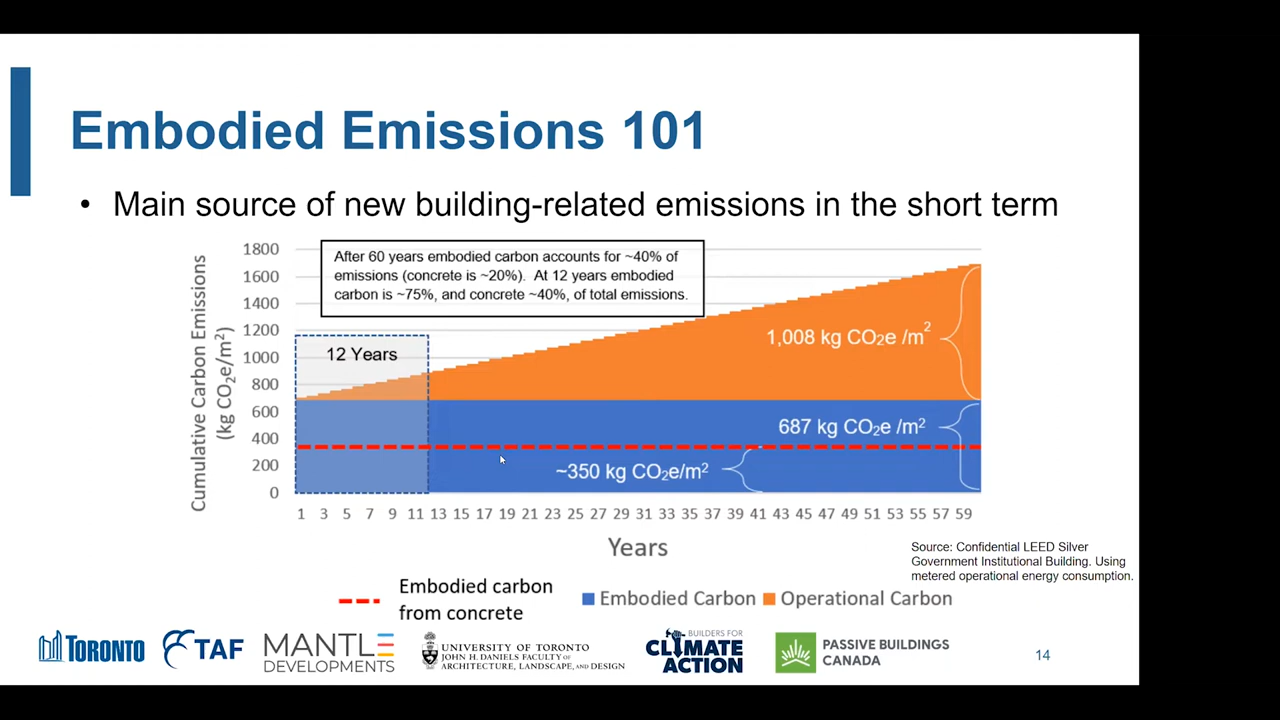 Embodied Emissions 101
• Main source of new building-related emissions in the short term
Cumulative Carbon Emissions
(kg CO₂e/m²)
1800
1600
1400
1200
1000
800
600
400
200
0
After 60 years embodied carbon accounts for ~40% of
emissions (concrete is ~20%). At 12 years embodied
carbon is ~75%, and concrete ~40%, of total emissions.
12 Years
1,008 kg CO₂e /m²
687 kg CO₂e /m²
~350 kg CO₂e/m²
1 3 5 7 9 11 13 15 17 19 21 23 25 27 29 31 33 35 37 39 41 43 45 47 49 51 53 55 57 59
Years
Source: Confidential LEED Silver
Government Institutional Building. Using
metered operational energy consumption.
Embodied carbon
from concrete
Embodied Carbon
Operational Carbon
TORONTO
TAF
MANTLE
DEVELOPMENTS
UNIVERSITY OF TORONTO
JOHN H. DANIELS FACULTY OF
ARCHITECTURE, LANDSCAPE, AND DESIGN
BUILDERS FOR
CLIMATE
ACTION
PASSIVE BUILDINGS
CANADA
14